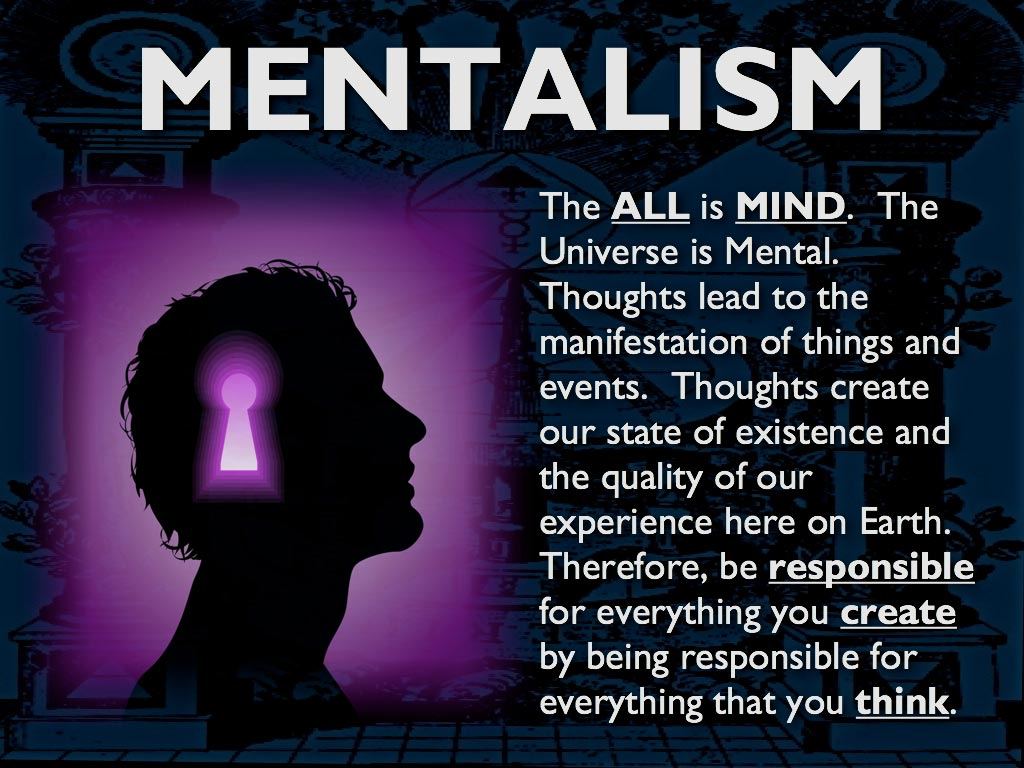 MENTALISM
The ALL is MIND.  The
Universe is Mental.
Thoughts lead to the
manifestation of things and
events.  Thoughts create
our state of existence and
the quality of our
experience here on Earth.
Therefore, be responsible
for everything you create
by being responsible for
everything that you think.